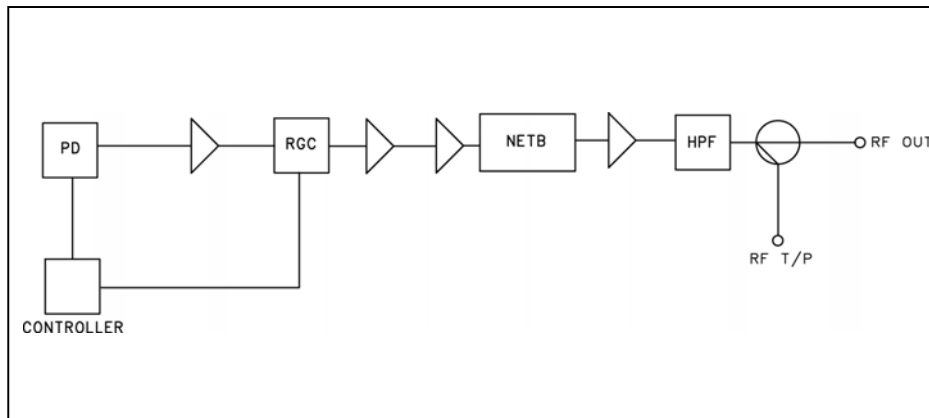 PD
RGC
NETB
HPF
RF OUT
RF T/P
CONTROLLER